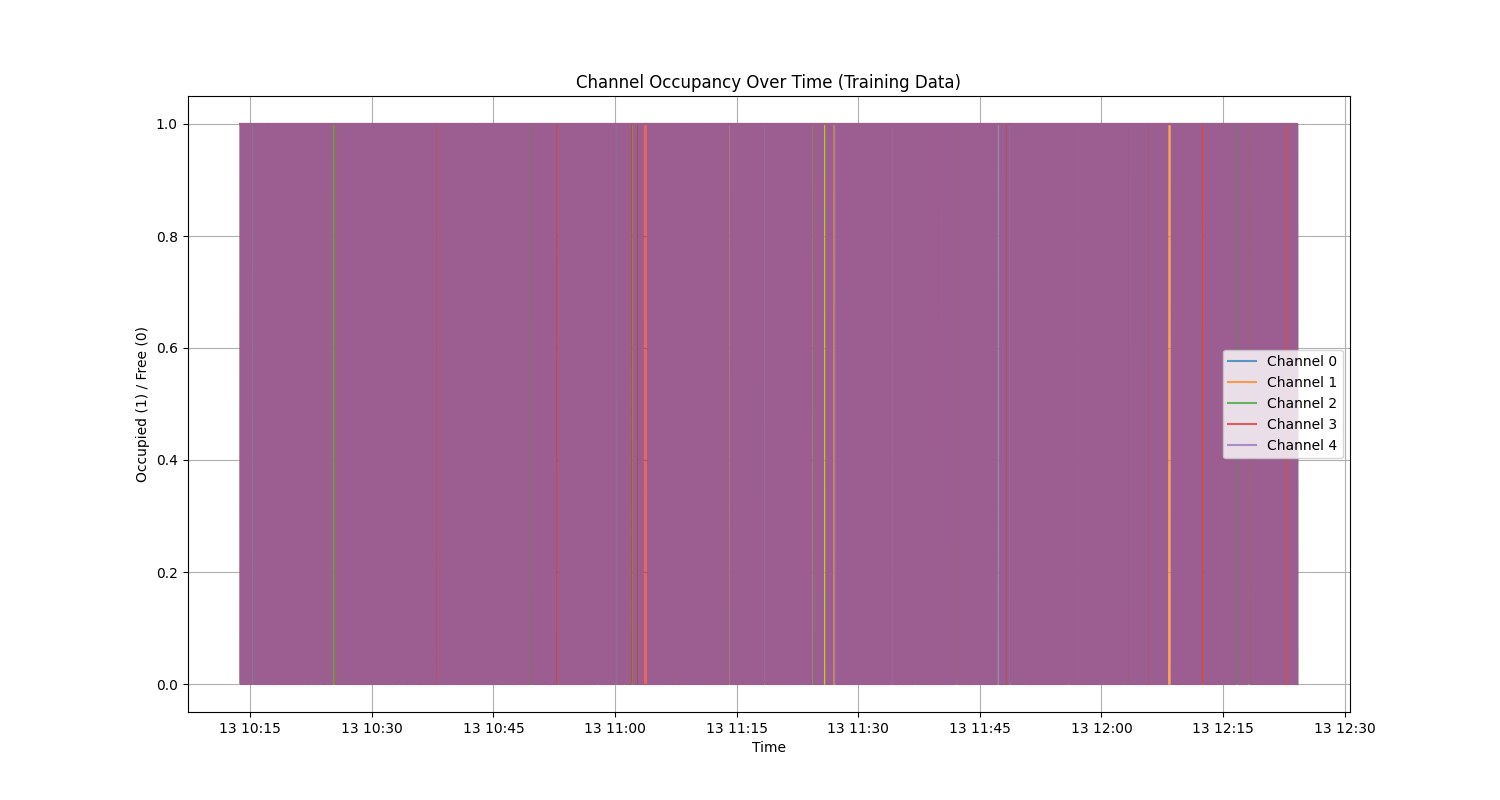 Channel Occupancy Over Time (Training Data)
Occupied (1) / Free (0)
1.0
0.8
0.6
0.4
0.2
0.0
Channel 0
Channel 1
Channel 2
Channel 3
Channel 4
13 10:15 13 10:30 13 10:45 13 11:00 13 11:15 13 11:30 13 11:45 13 12:00 13 12:15 13 12:30
Time